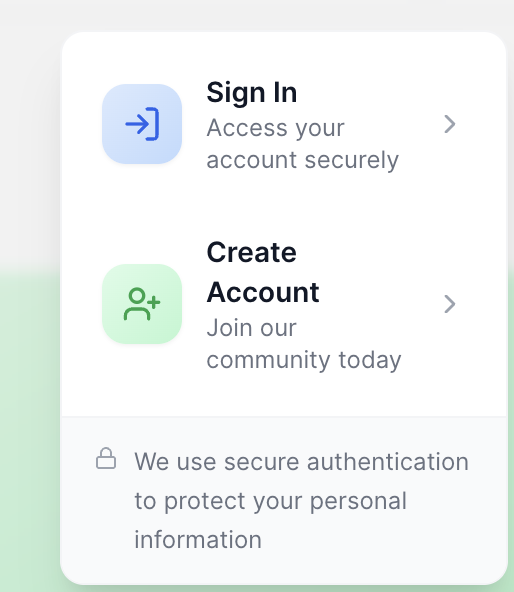 Sign In
Access your
account securely
Create
Account
Join our
community today
We use secure authentication
to protect your personal
information